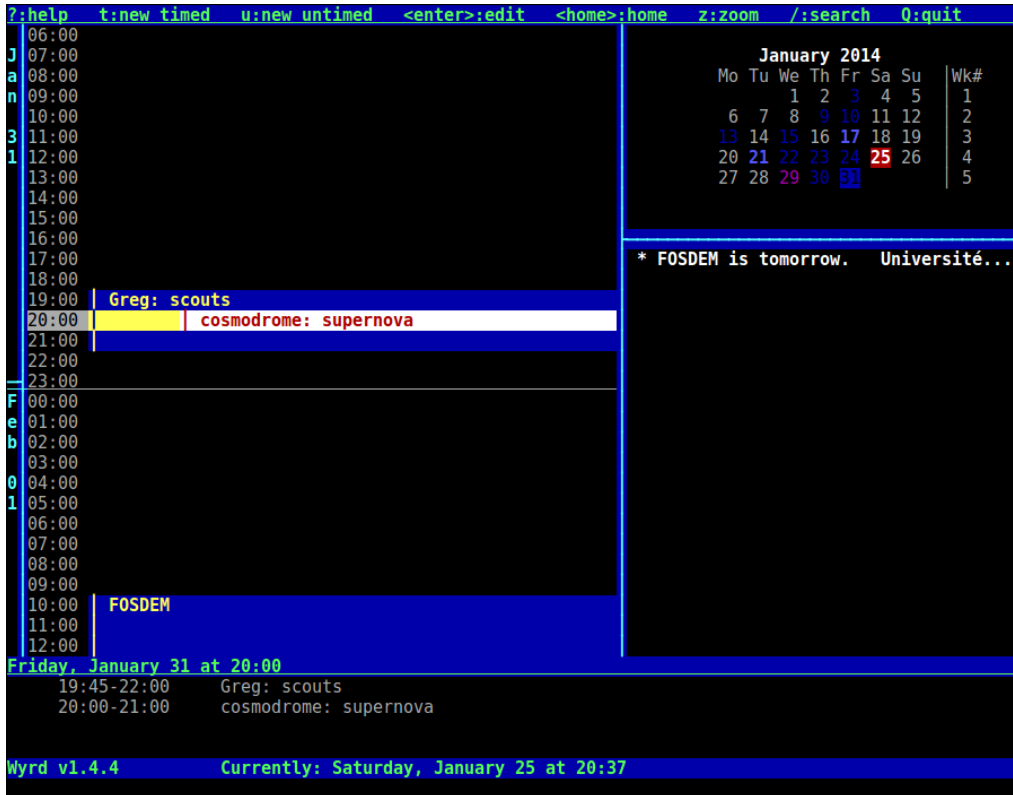 ?:help t:new timed u:new untimed <enter>:edit <home>:home z:zoom /:search Q:quit
Jan 31
06:00
07:00
08:00
09:00
10:00
11:00
12:00
13:00
14:00
15:00
16:00
17:00
18:00
19:00 Greg: scouts
20:00 cosmodrome: supernova
21:00
22:00
23:00
Feb 01
00:00
01:00
02:00
03:00
04:00
05:00
06:00
07:00
08:00
09:00
10:00 FOSDEM
11:00
12:00
January 2014
Mo Tu We Th Fr Sa Su Wk#
1 2 3 4 5 1
6 7 8 9 10 11 12 2
13 14 15 16 17 18 19 3
20 21 22 23 24 25 26 4
27 28 29 30 31 5
* FOSDEM is tomorrow. Université...
Friday, January 31 at 20:00
19:45-22:00 Greg: scouts
20:00-21:00 cosmodrome: supernova
Wyrd v1.4.4 Currently: Saturday, January 25 at 20:37